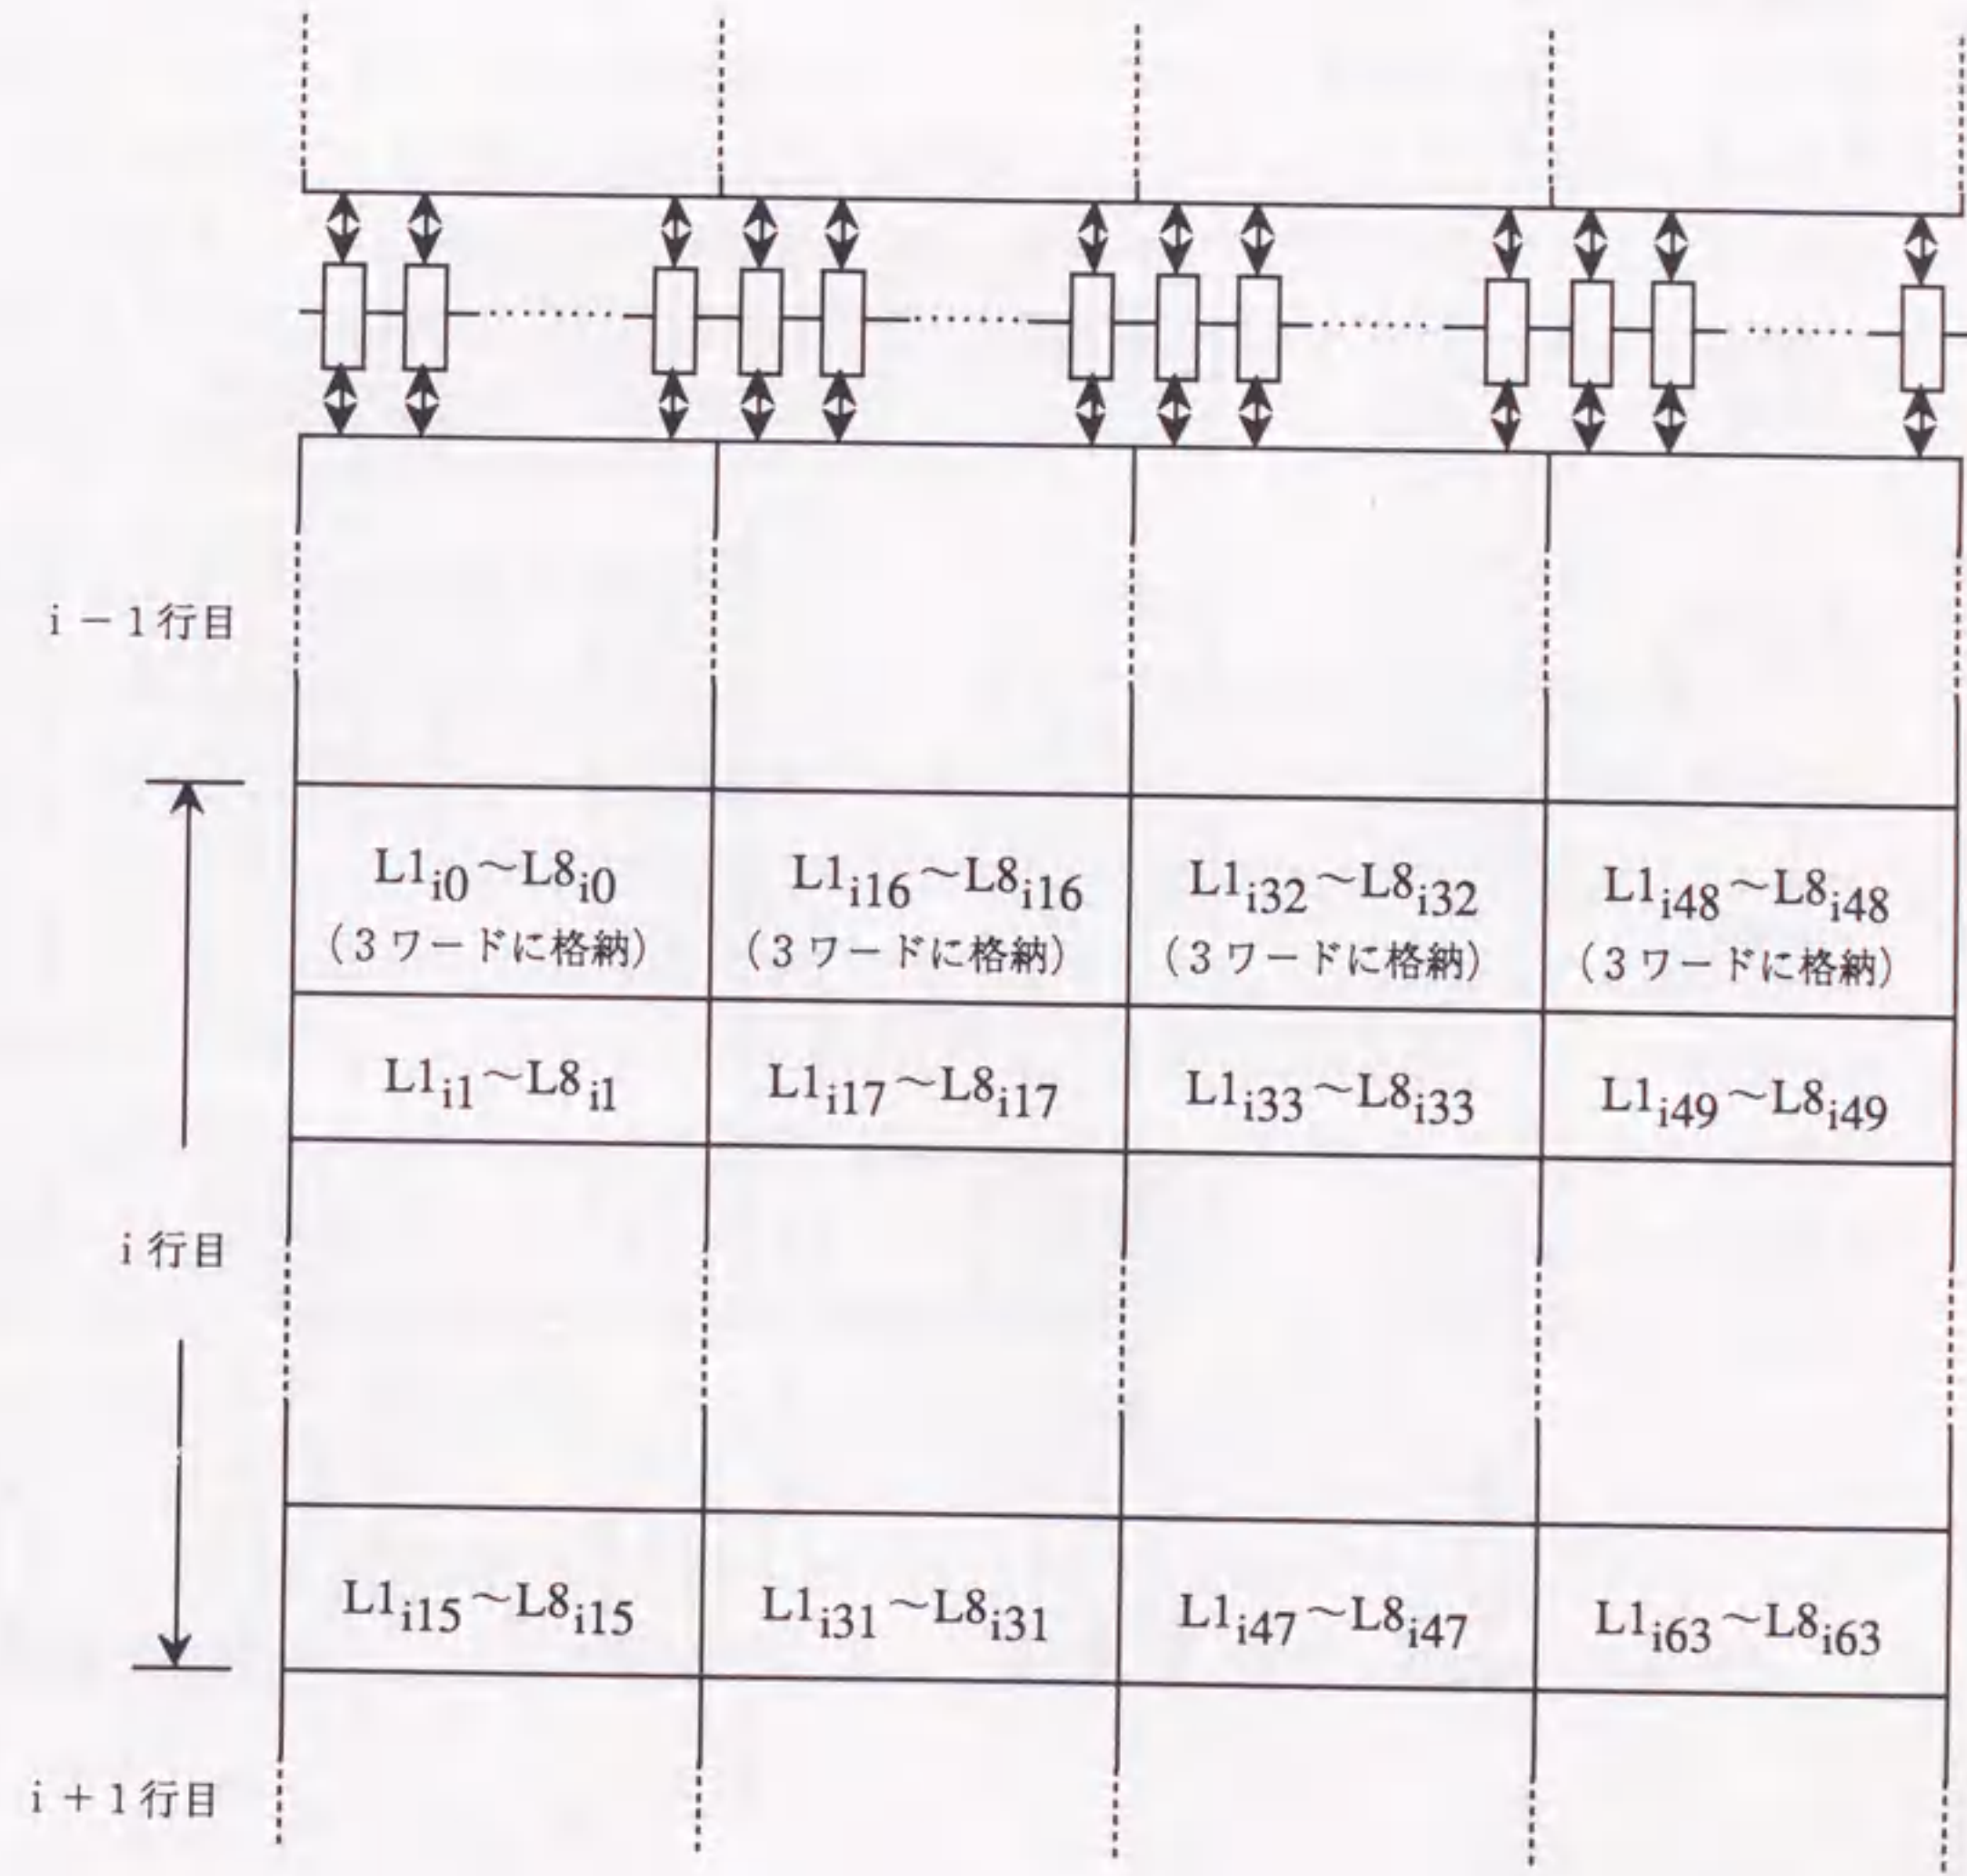 i－1行目
L1i0～L8i0 L1i16～L8i16 L1i32～L8i32 L1i48～L8i48
（3ワードに格納） （3ワードに格納） （3ワードに格納） （3ワードに格納）
L1i1～L8i1 L1i17～L8i17 L1i33～L8i33 L1i49～L8i49
i行目
L1i15～L8i15 L1i31～L8i31 L1i47～L8i47 L1i63～L8i63
i＋1行目